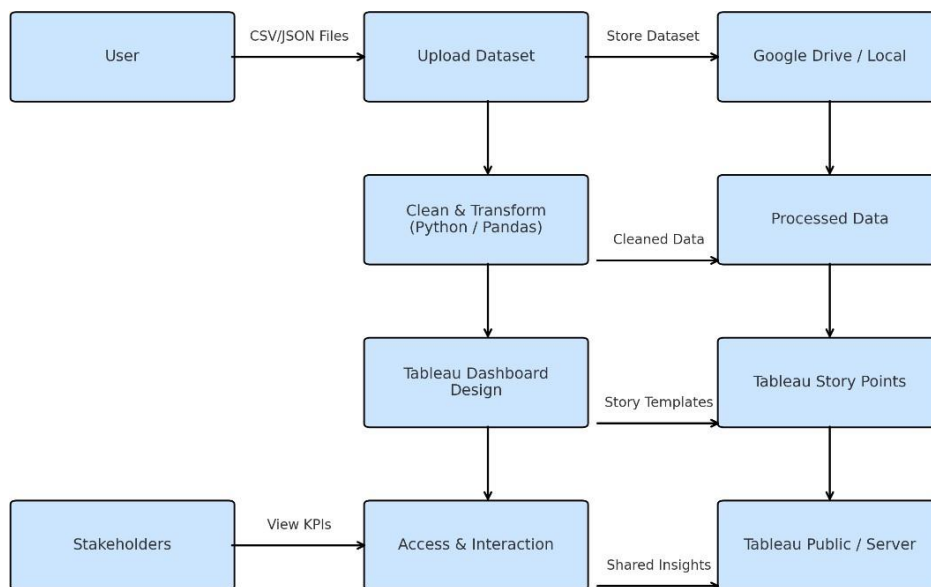 User
CSV/JSON Files
Upload Dataset
Store Dataset
Google Drive / Local
Clean & Transform
(Python / Pandas)
Cleaned Data
Processed Data
Tableau Dashboard
Design
Story Templates
Tableau Story Points
Stakeholders
View KPIs
Access & Interaction
Shared Insights
Tableau Public / Server